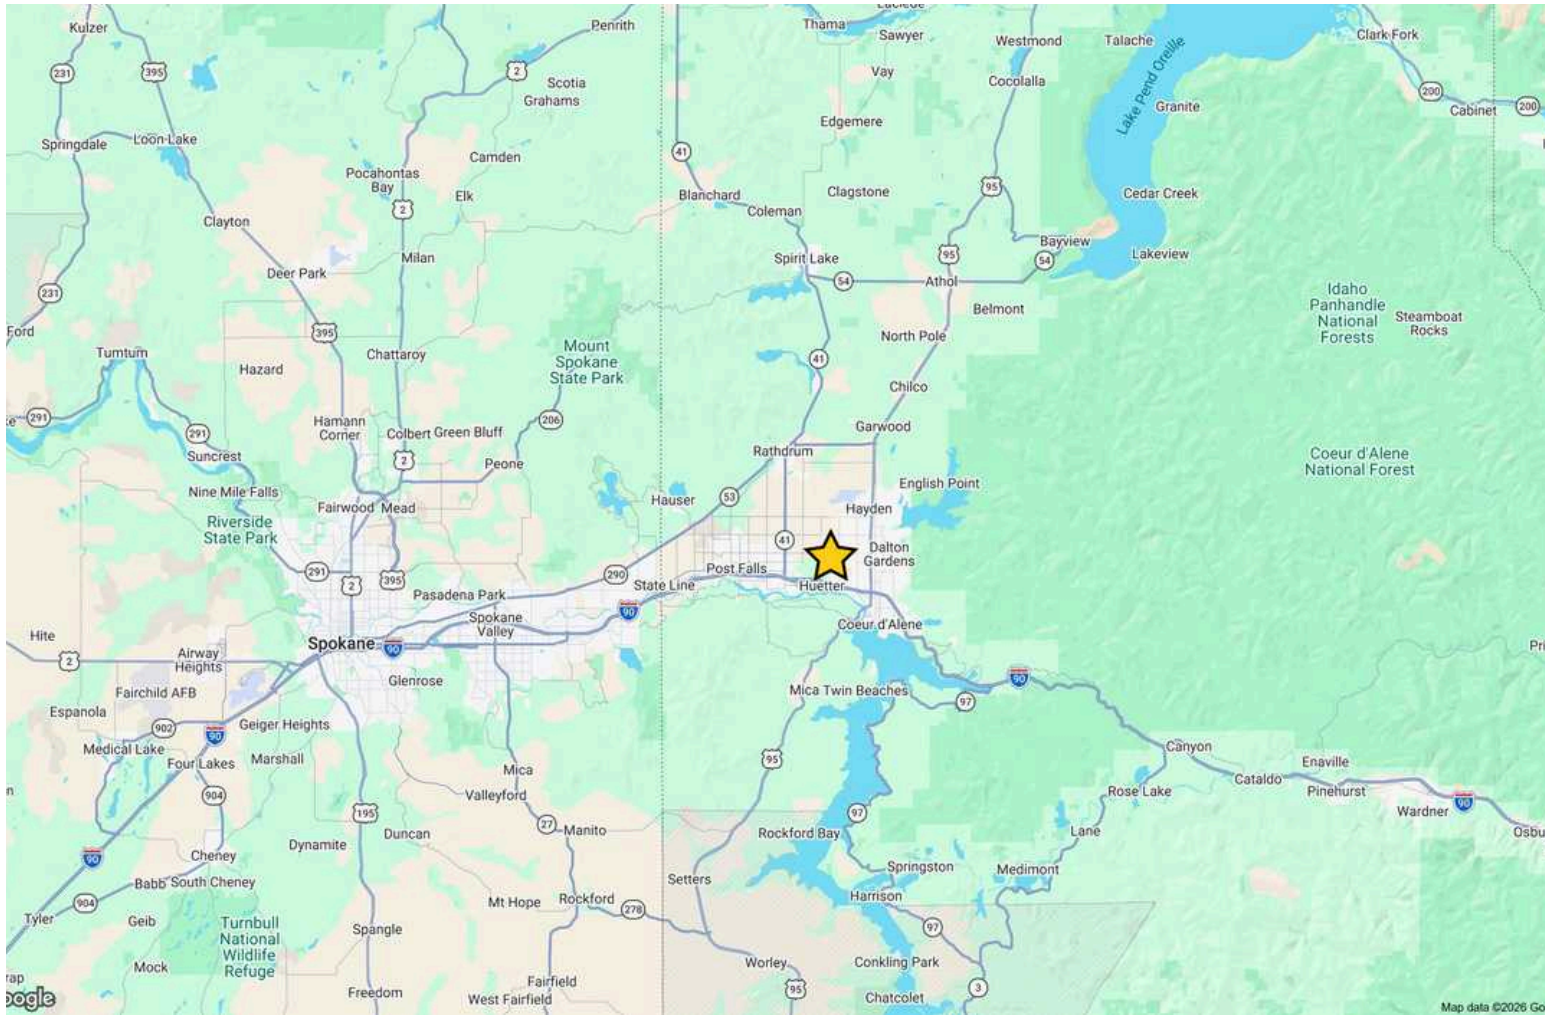 Laclede
Kulzer
Penrith
Thama
Sawyer
Westmond
Talache
Clark Fork
231
395
2
Vay
Cocolalla
Lake Pend Oreille
Scotia
Grahams
Granite
200
Cabinet
200
Edgemere
Springdale
Loon Lake
41
Camden
Pocahontas
Bay
Elk
Blanchard
Clagstone
95
Cedar Creek
2
Coleman
Clayton
Bayview
Milan
Spirit Lake
95
54
Lakeview
Deer Park
54
Athol
231
Belmont
Idaho
Panhandle
National
Forests
Steamboat
Rocks
Ford
395
North Pole
Tumtum
Chattaroy
Mount
Spokane
State Park
41
Hazard
Chilco
291
206
Hamann
Corner
Colbert
Green Bluff
Garwood
291
Suncrest
2
Peone
Rathdrum
Coeur d'Alene
National Forest
Nine Mile Falls
English Point
Hauser
53
Fairwood
Mead
Hayden
Riverside
State Park
41
Dalton
Gardens
291
2
395
290
Post Falls
State Line
Huetter
Pasadena Park
90
Spokane
Valley
Coeur d'Alene
Hite
Spokane
90
2
Airway
Heights
Glenrose
90
Fairchild AFB
Mica
Twin Beaches
97
Espanola
Geiger Heights
902
90
Medical Lake
Four Lakes
Marshall
95
Canyon
Mica
Enaville
Cataldo
904
Valleyford
Rose Lake
Pinehurst
90
195
97
Wardner
27
Manito
Duncan
Rockford Bay
Lane
Dynamite
90
Cheney
Springston
Medimont
Babb
South Cheney
Setters
Harrison
904
Mt Hope
Rockford
278
Tyler
Geib
Turnbull
National
Wildlife
Refuge
Spangle
97
Mock
Worley
Conkling Park
Fairfield
95
3
Freedom
West Fairfield
Chatcolet
oogle
Map data ©2026 Go